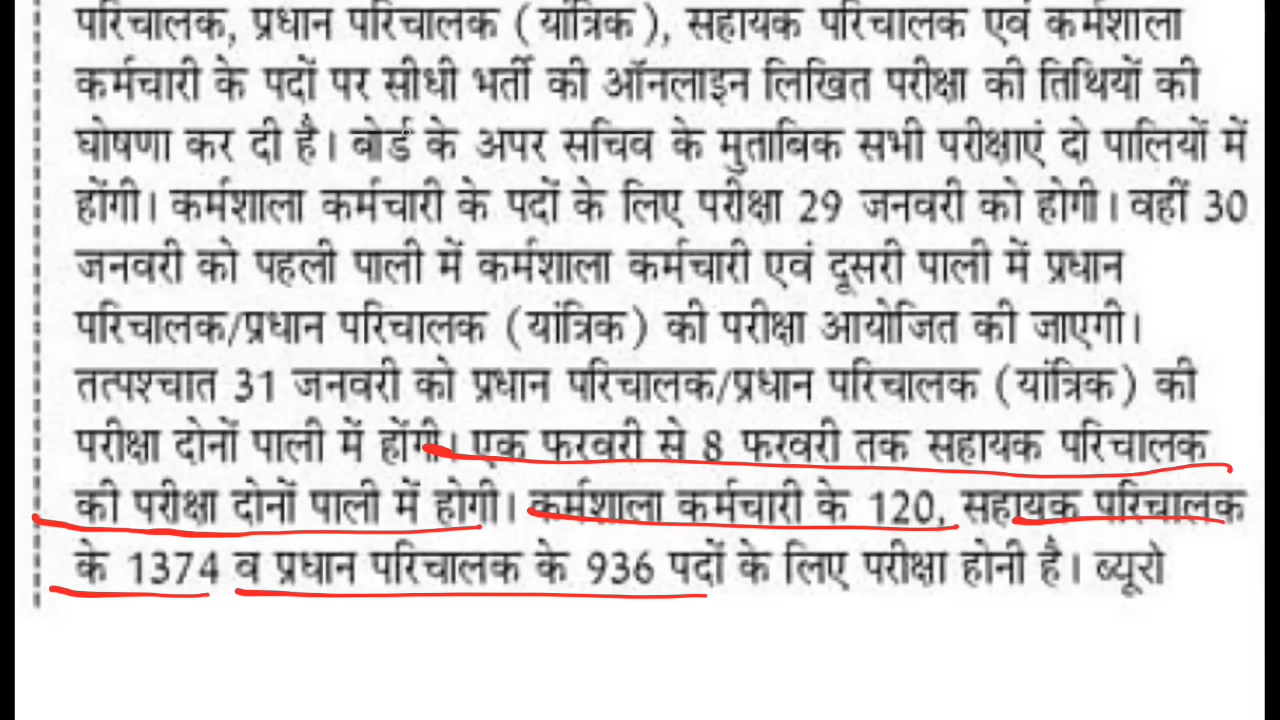 परिचालक, प्रधान परिचालक (यांत्रिक), सहायक परिचालक एवं कर्मशाला
कर्मचारी के पदों पर सीधी भर्ती की ऑनलाइन लिखित परीक्षा की तिथियों की
घोषणा कर दी है। बोर्ड के अपर सचिव के मुताबिक सभी परीक्षाएं दो पालियों में
होंगी। कर्मशाला कर्मचारी के पदों के लिए परीक्षा 29 जनवरी को होगी। वहीं 30
जनवरी को पहली पाली में कर्मशाला कर्मचारी एवं दूसरी पाली में प्रधान
परिचालक/प्रधान परिचालक (यांत्रिक) की परीक्षा आयोजित की जाएगी।
तत्पश्चात 31 जनवरी को प्रधान परिचालक/प्रधान परिचालक (यांत्रिक) की
परीक्षा दोनों पाली में होंगी। एक फरवरी से 8 फरवरी तक सहायक परिचालक
की परीक्षा दोनों पाली में होगी। कर्मशाला कर्मचारी के 120, सहायक परिचालक
के 1374 व प्रधान परिचालक के 936 पदों के लिए परीक्षा होनी है। ब्यूरो